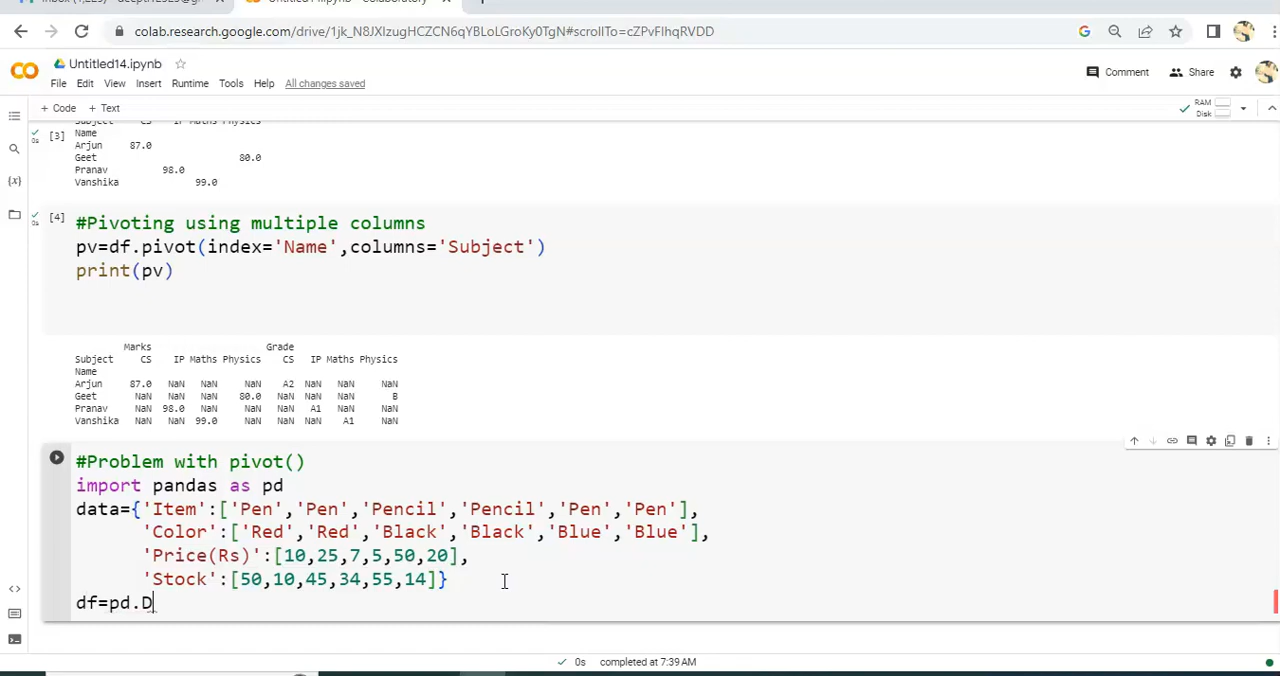 colab.research.google.com/drive/1jk_N8JXlzugHCZCN6qYBLoLGroKy0TgN#scrollTo=cZPvFIhqRVDD
Untitled14.ipynb
File Edit View Insert Runtime Tools Help All changes saved
Comment Share
+ Code + Text
RAM
Disk
[3]
Name
Arjun 87.0
Geet 80.0
Pranav 98.0
Vanshika 99.0
0s
[4]
0s
#Pivoting using multiple columns
pv=df.pivot(index='Name',columns='Subject')
print(pv)
Marks Grade
Subject CS IP Maths Physics CS IP Maths Physics
Name
Arjun 87.0 NaN NaN NaN A2 NaN NaN NaN
Geet NaN NaN NaN 80.0 NaN NaN NaN B
Pranav NaN 98.0 NaN NaN NaN A1 NaN NaN
Vanshika NaN NaN 99.0 NaN NaN NaN A1 NaN
#Problem with pivot()
import pandas as pd
data={'Item':['Pen','Pen','Pencil','Pencil','Pen','Pen'],
'Color':['Red','Red','Black','Black','Blue','Blue'],
'Price(Rs)':[10,25,7,5,50,20],
'Stock':[50,10,45,34,55,14]}
df=pd.D
0s completed at 7:39 AM